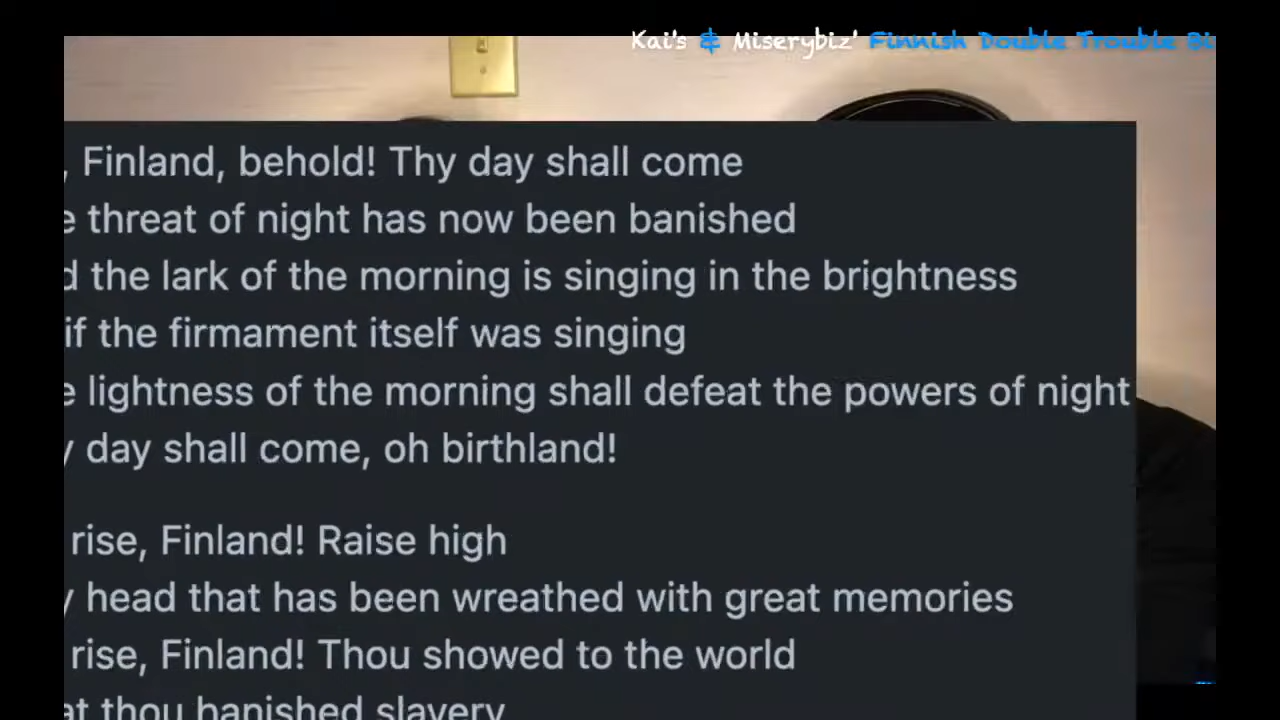 Kai's & Miserybiz' Finnish Double Trouble
, Finland, behold! Thy day shall come
threat of night has now been banished
the lark of the morning is singing in the brightness
if the firmament itself was singing
lightness of the morning shall defeat the powers of night
day shall come, oh birthland!
rise, Finland! Raise high
head that has been wreathed with great memories
rise, Finland! Thou showed to the world
thou banished slavery